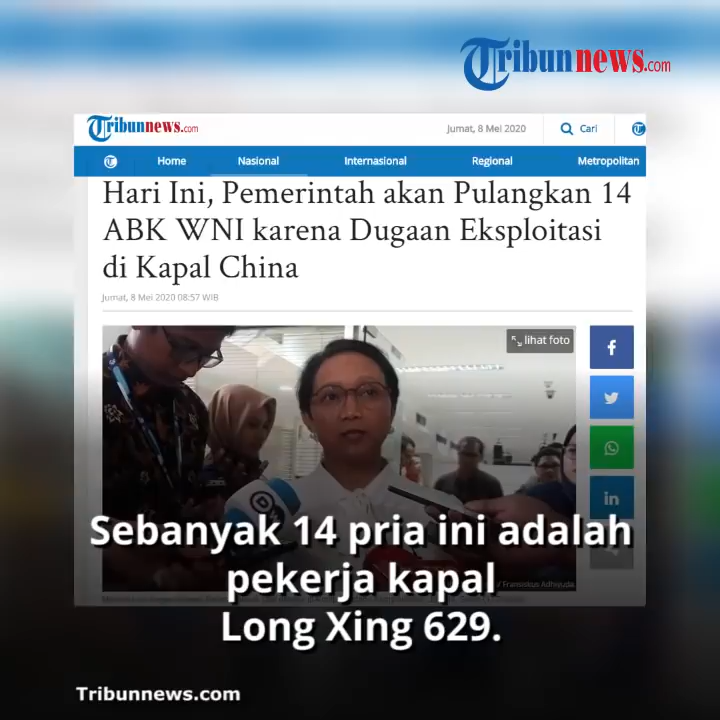 Tribunnews.com
Tribunnews.com
Jumat, 8 Mei 2020
Cari
Home Nasional Internasional Regional Metropolitan
Hari Ini, Pemerintah akan Pulangkan 14
ABK WNI karena Dugaan Eksploitasi
di Kapal China
Jumat, 8 Mei 2020 08:57 WIB
lihat foto
Sebanyak 14 pria ini adalah
pekerja kapal
Long Xing 629.
/ Fransiskus Adhiyuda
Tribunnews.com